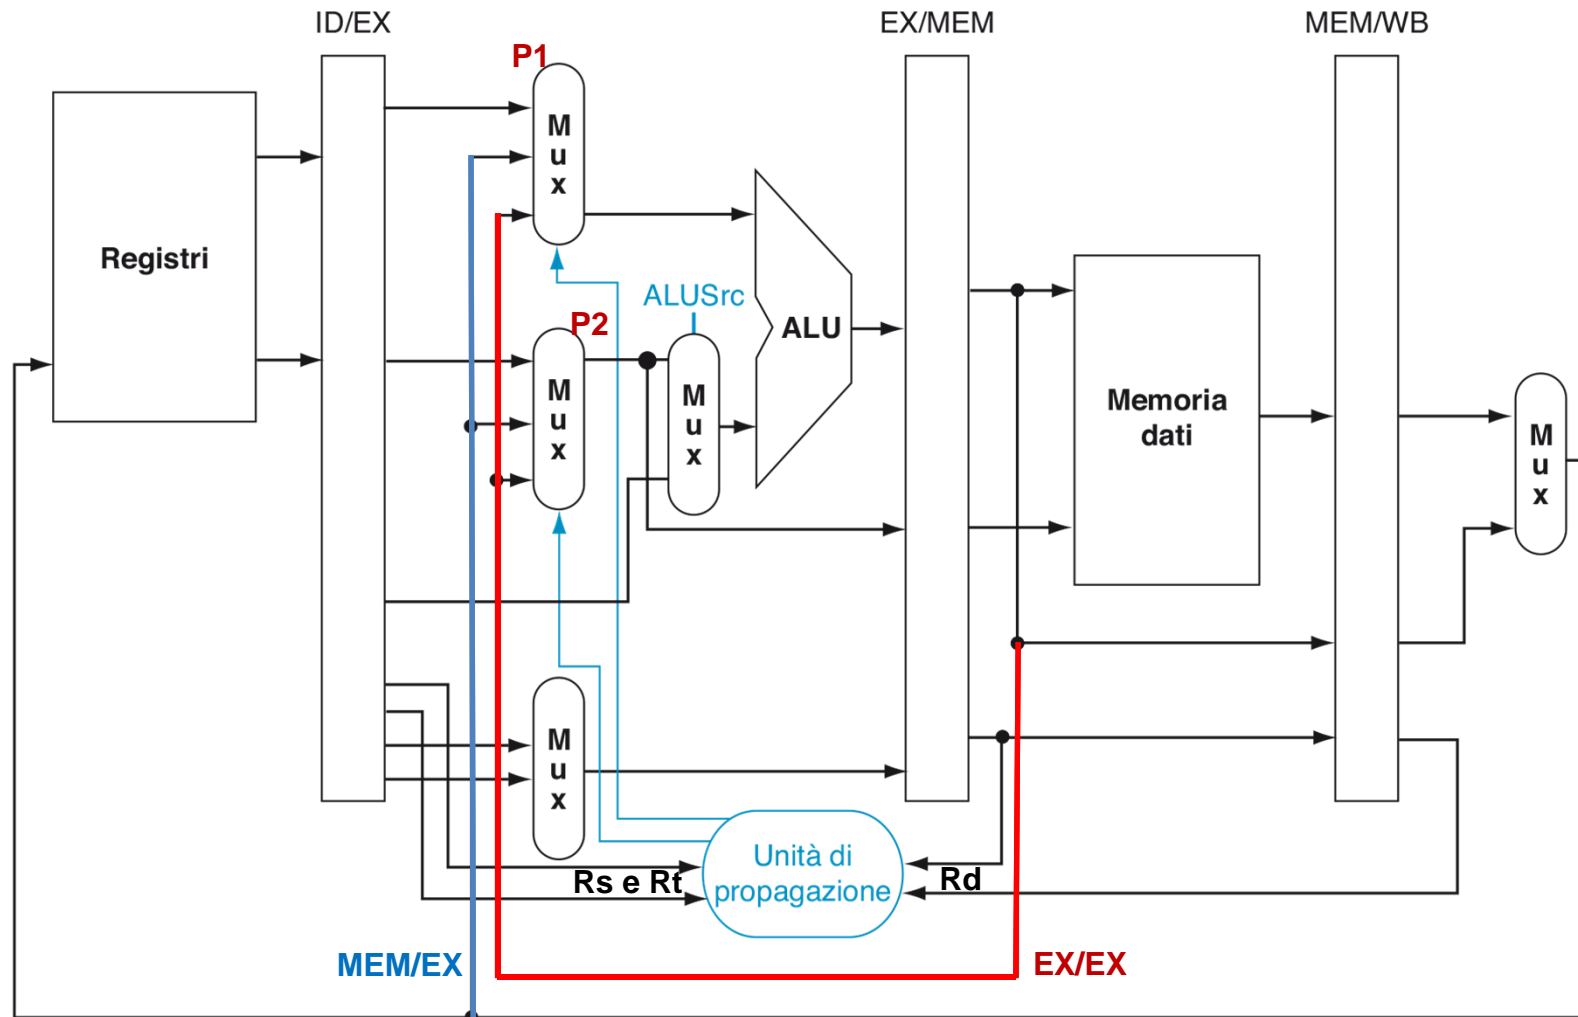 ID/EX
EX/MEM
MEM/WB
P1
M
u
x
Registri
ALUSrc
P2
ALU
M
u
x
M
u
x
Memoria
dati
M
u
x
M
u
x
Unità di
propagazione
Rs e Rt
Rd
MEM/EX
EX/EX